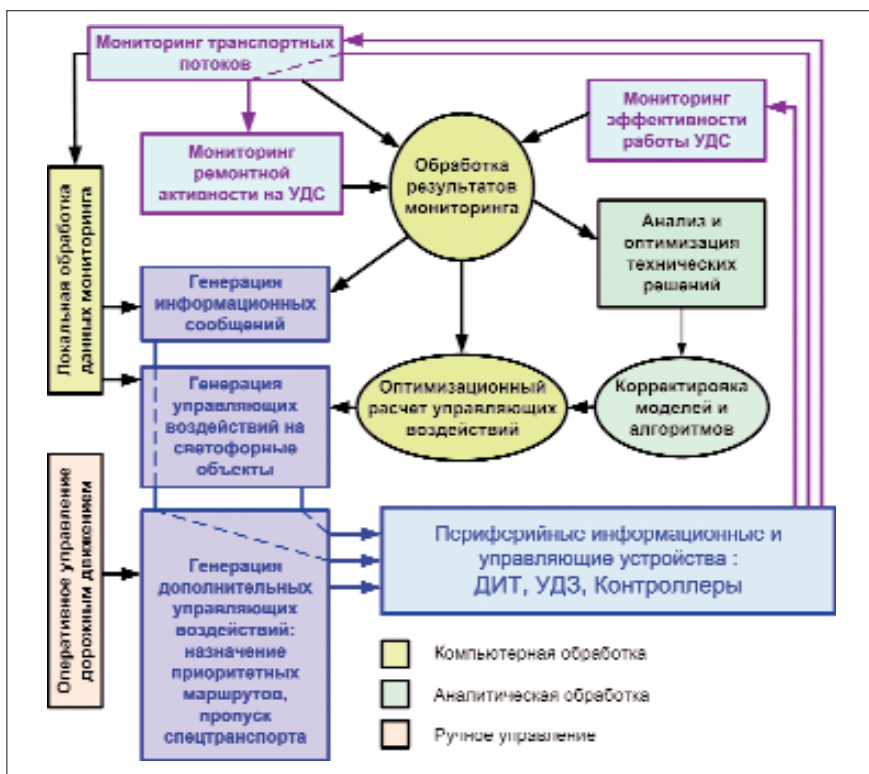 Мониторинг транспортных
потоков
Мониторинг
эффективности
работы УДС
Мониторинг
ремонтной
активности на УДС
Обработка
результатов
мониторинга
Анализ и
оптимизация
технических
решений
Локальная обработка
данных мониторинга
Генерация
информационных
сообщений
Генерация
управляющих
воздействий на
светофорные
объекты
Оптимизационный
расчет управляющих
воздействий
Корректировка
моделей и
алгоритмов
Оперативное управление
дорожным движением
Генерация
дополнительных
управляющих
воздействий:
назначение
приоритетных
маршрутов,
пропуск
спецтранспорта
Периферийные информационные и
управляющие устройства :
ДИТ, УДЗ, Контроллеры
Компьютерная обработка
Аналитическая обработка
Ручное управление